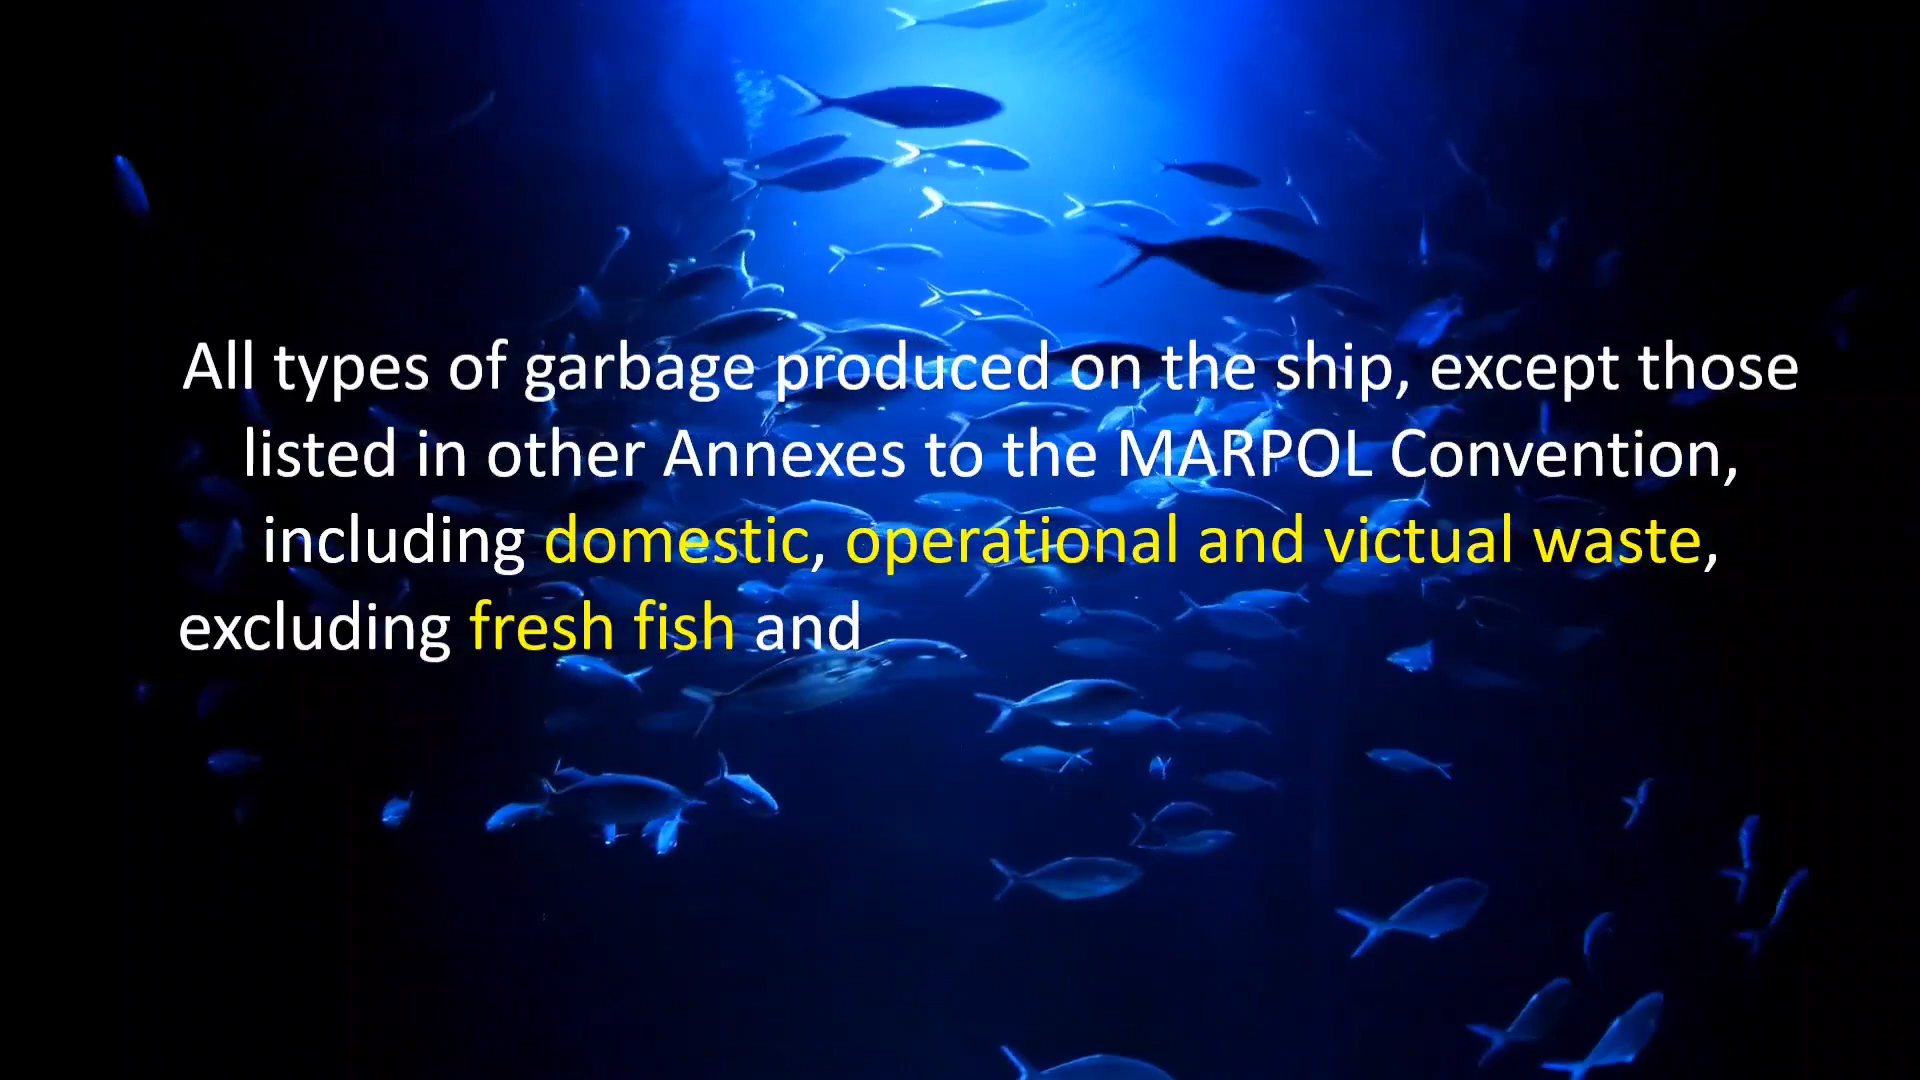 All types of garbage produced on the ship, except those
listed in other Annexes to the MARPOL Convention,
including domestic, operational and victual waste,
excluding fresh fish and